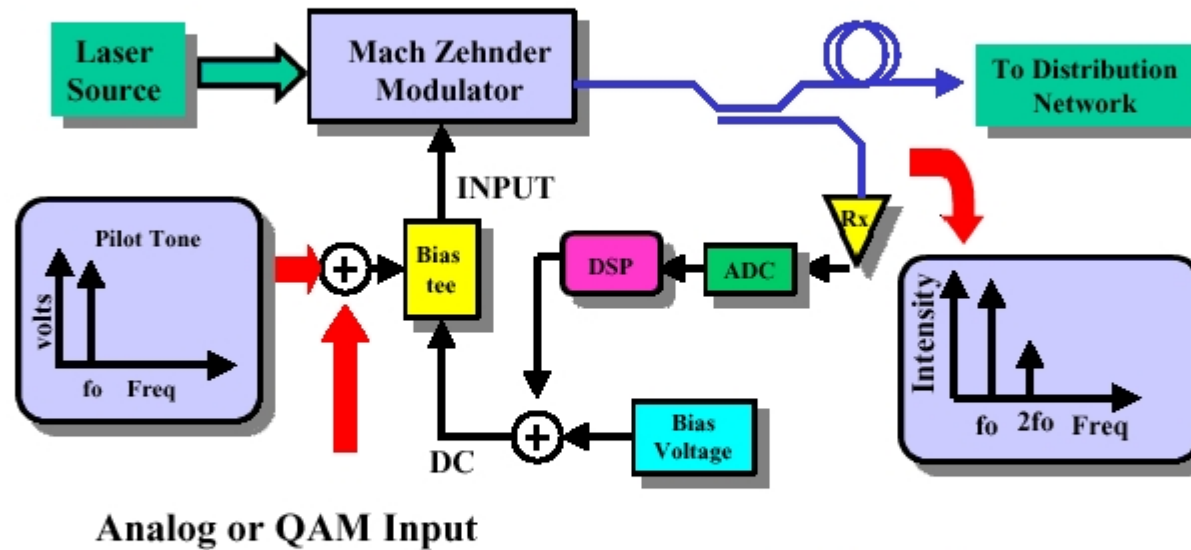 Laser
Source
Mach Zehnder
Modulator
To Distribution
Network
INPUT
Pilot Tone
volts
fo Freq
Bias
tee
DSP
ADC
Rx
Intensity
fo 2fo Freq
DC
Bias
Voltage
Analog or QAM Input